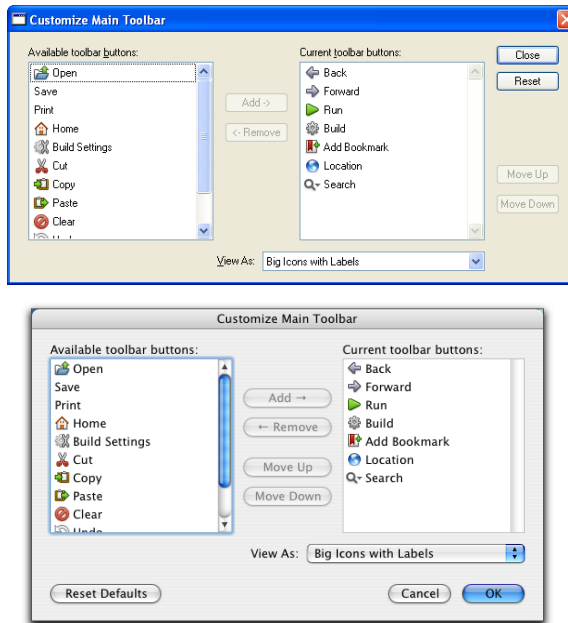 Customize Main Toolbar
Available toolbar buttons:
Open
Save
Print
Home
Build Settings
Cut
Copy
Paste
Clear
Undo
Add ->
<- Remove
Current toolbar buttons:
Back
Forward
Run
Build
Add Bookmark
Location
Search
Close
Reset
Move Up
Move Down
View As: Big Icons with Labels
Customize Main Toolbar
Available toolbar buttons:
Open
Save
Print
Home
Build Settings
Cut
Copy
Paste
Clear
Undo
Add →
← Remove
Move Up
Move Down
Current toolbar buttons:
Back
Forward
Run
Build
Add Bookmark
Location
Search
View As: Big Icons with Labels
Reset Defaults
Cancel
OK